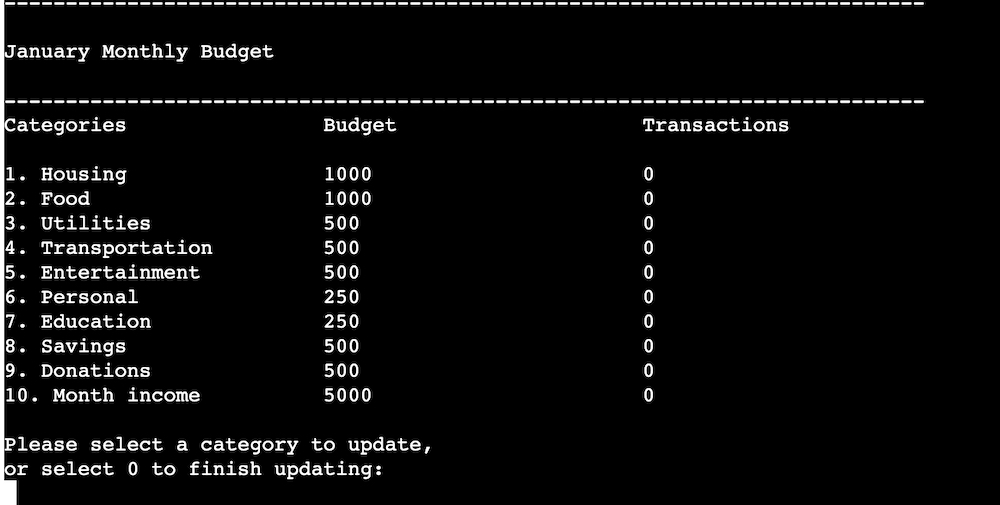 ---------------------------------------------------------------------------
January Monthly Budget
---------------------------------------------------------------------------
Categories Budget Transactions
1. Housing 1000 0
2. Food 1000 0
3. Utilities 500 0
4. Transportation 500 0
5. Entertainment 500 0
6. Personal 250 0
7. Education 250 0
8. Savings 500 0
9. Donations 500 0
10. Month income 5000 0
Please select a category to update,
or select 0 to finish updating: